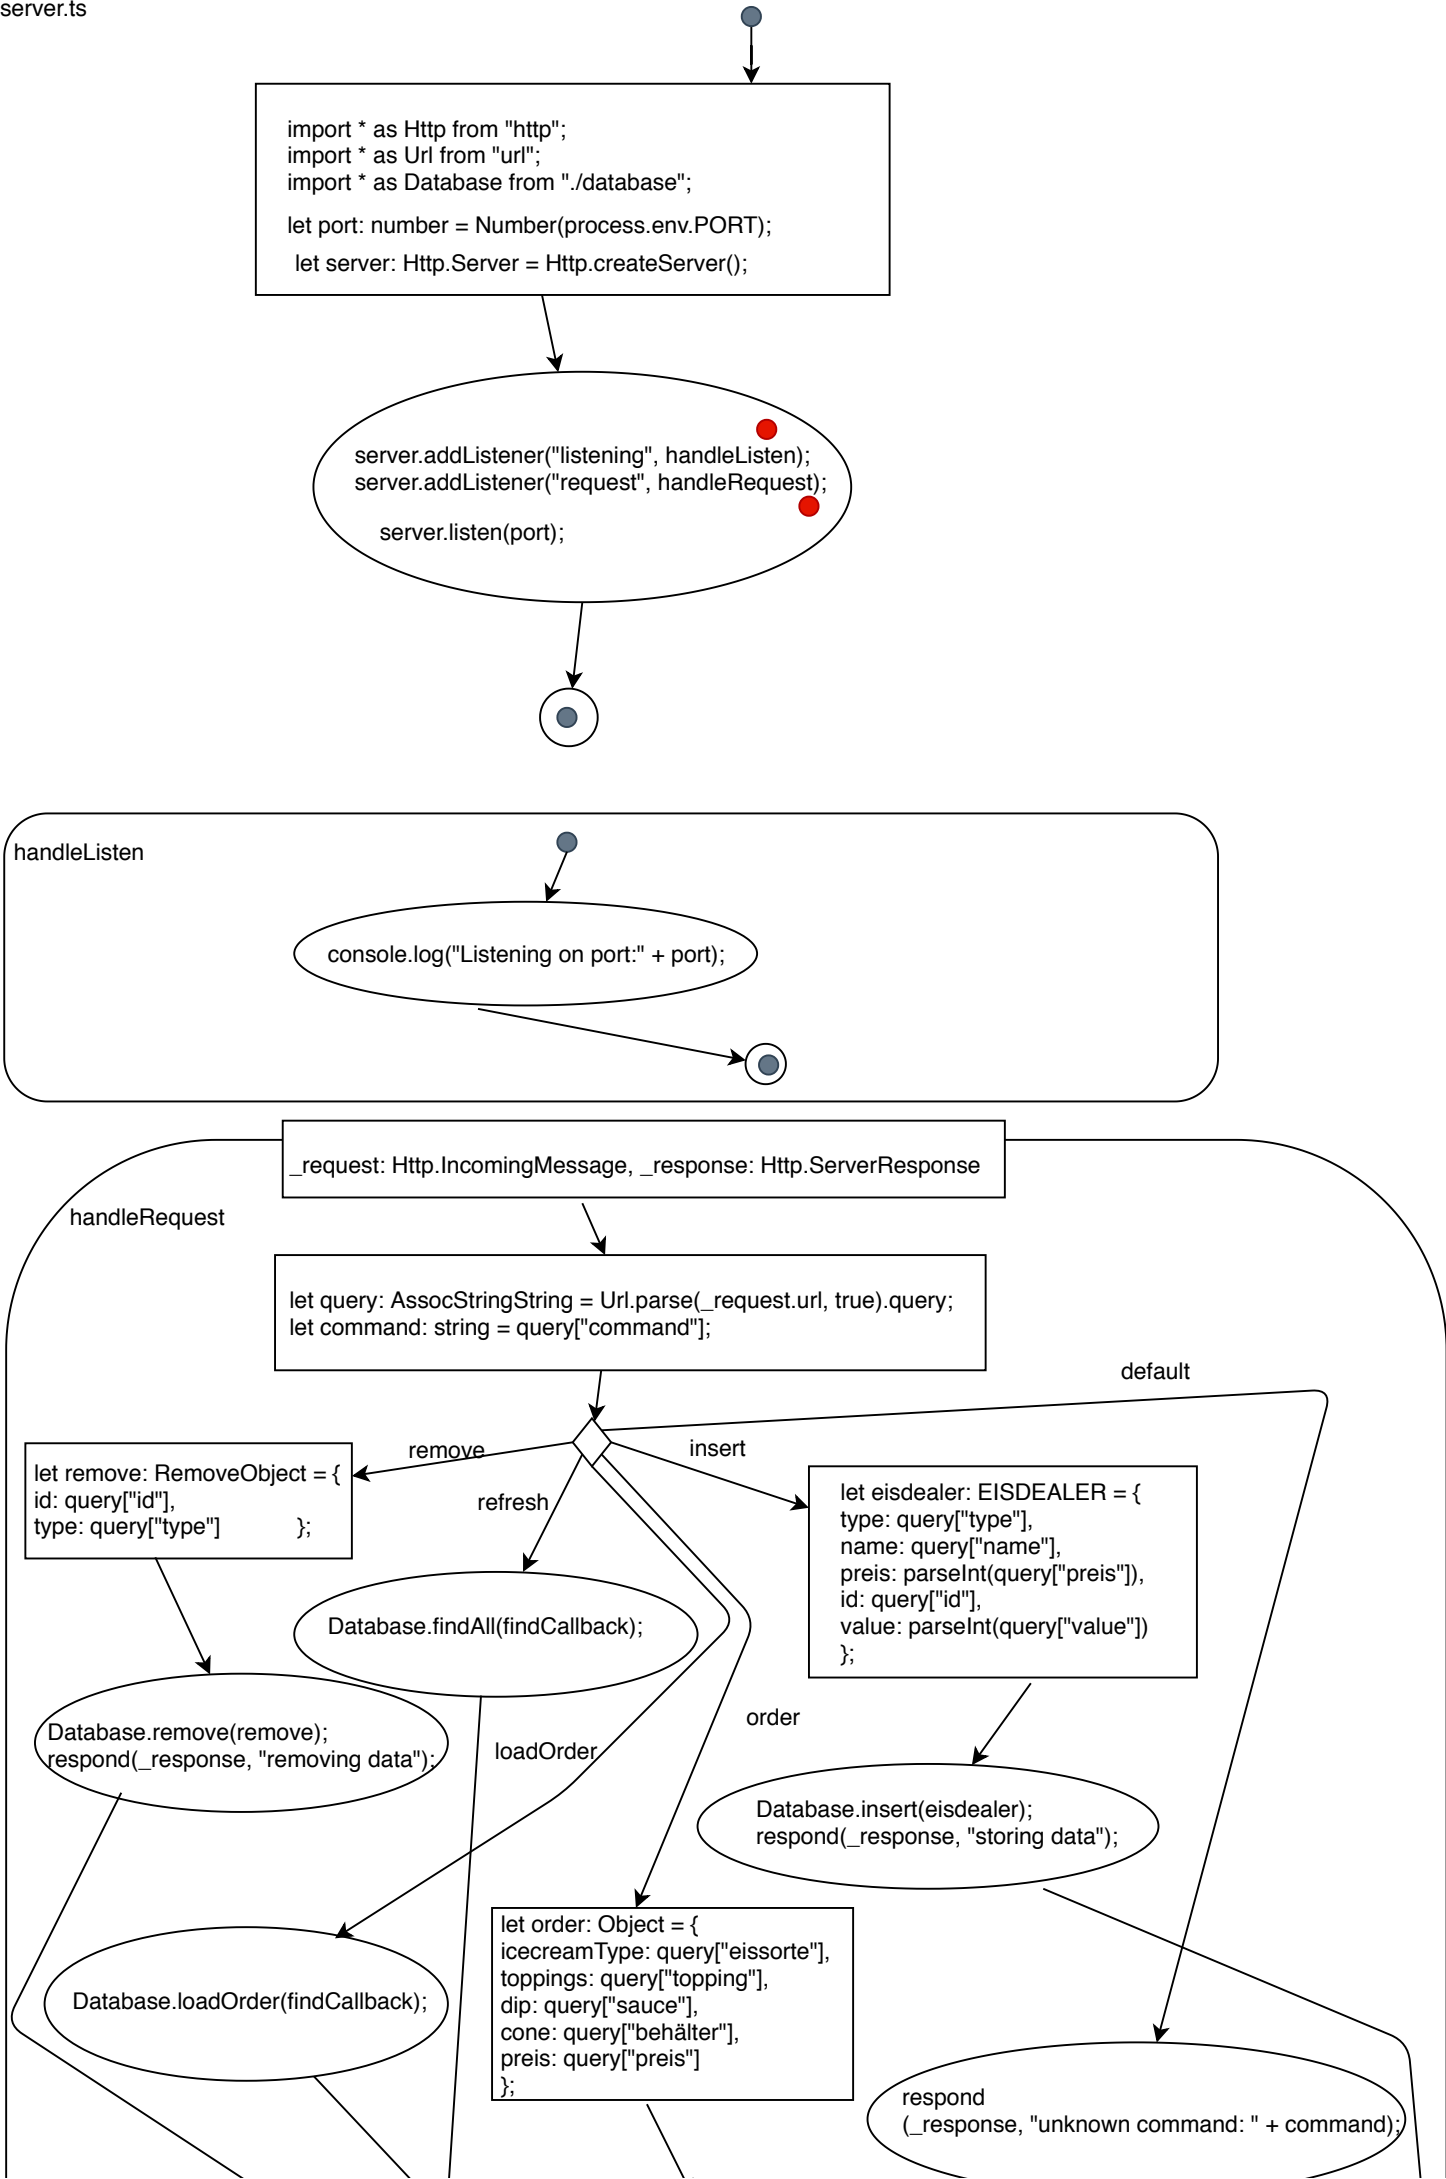 server.ts
import * as Http from "http";
import * as Url from "url";
import * as Database from "./database";
let port: number = Number(process.env.PORT);
let server: Http.Server = Http.createServer();
server.addListener("listening", handleListen);
server.addListener("request", handleRequest);
server.listen(port);
handleListen
console.log("Listening on port:" + port);
_request: Http.IncomingMessage, _response: Http.ServerResponse
handleRequest
let query: AssocStringString = Url.parse(_request.url, true).query;
let command: string = query["command"];
default
remove
insert
refresh
let remove: RemoveObject = {
id: query["id"],
type: query["type"] };
let eisdealer: EISDEALER = {
type: query["type"],
name: query["name"],
preis: parseInt(query["preis"]),
id: query["id"],
value: parseInt(query["value"])
};
Database.findAll(findCallback);
order
loadOrder
Database.remove(remove);
respond(_response, "removing data");
Database.insert(eisdealer);
respond(_response, "storing data");
let order: Object = {
icecreamType: query["eissorte"],
toppings: query["topping"],
dip: query["sauce"],
cone: query["behälter"],
preis: query["preis"]
};
Database.loadOrder(findCallback);
respond
(_response, "unknown command: " + command);